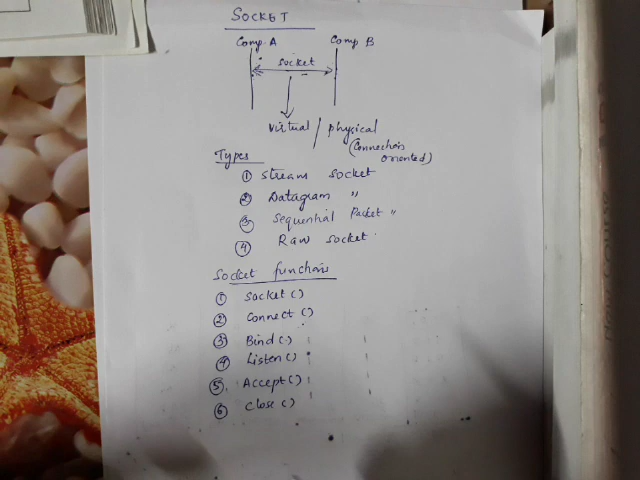 SOCKET
Comp A Comp B
socket
virtual / physical
(Connection
oriented)
Types
① Stream socket
② Datagram "
③ Sequential Packet "
④ Raw socket
Socket functions
① Socket ()
② Connect ()
③ Bind ()
④ Listen ()
⑤ Accept ()
⑥ close ()